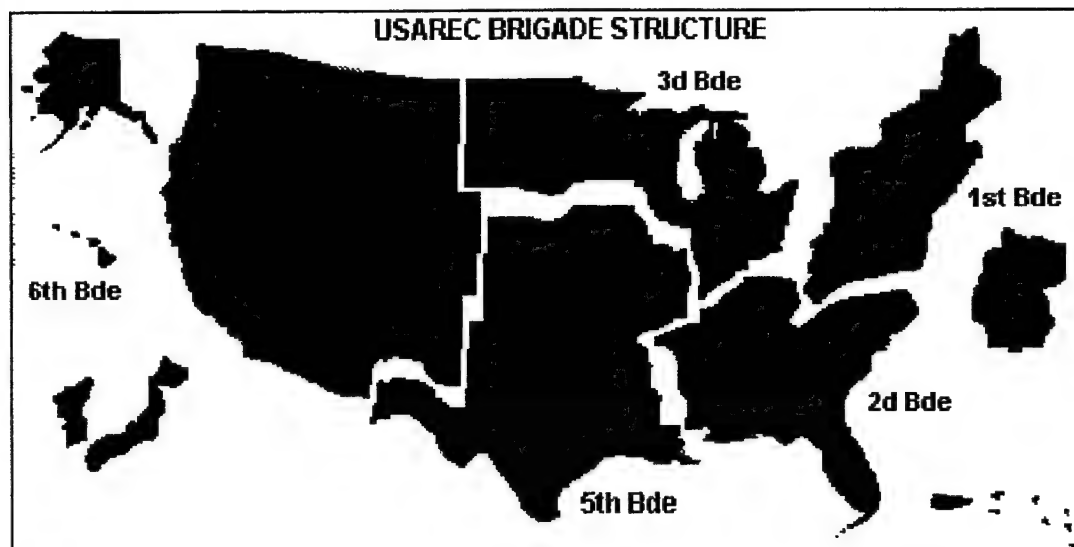 USAREC BRIGADE STRUCTURE
3d Bde
1st Bde
6th Bde
2d Bde
5th Bde